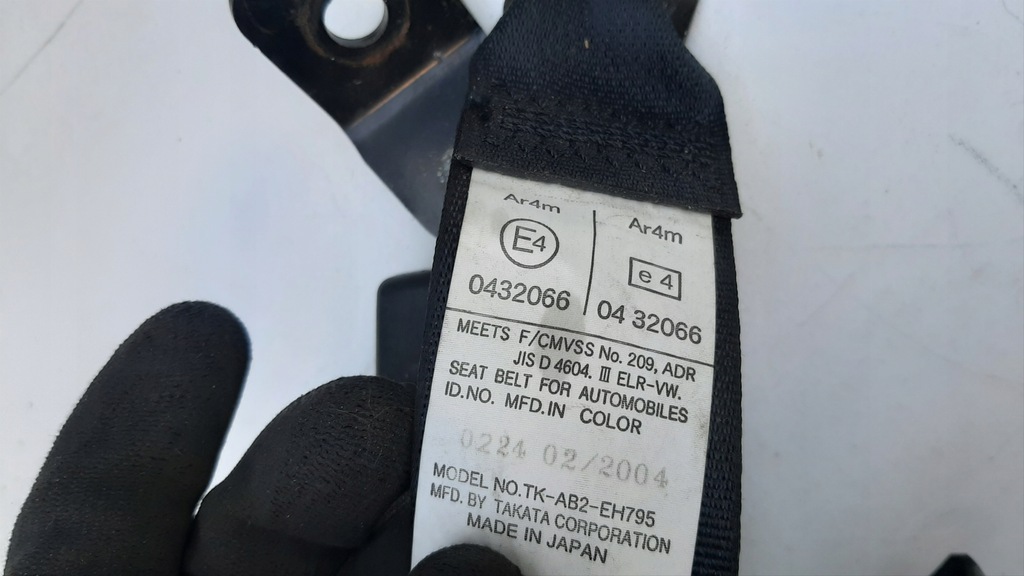 Ar4m
E4
0432066
Ar4m
e 4
04 32066
MEETS F/CMVSS No. 209, ADR
JIS D 4604. III ELR-VW.
SEAT BELT FOR AUTOMOBILES
ID.NO. MFD.IN COLOR
0224 02/2004
MODEL NO.TK-AB2-EH795
MFD. BY TAKATA CORPORATION
MADE IN JAPAN